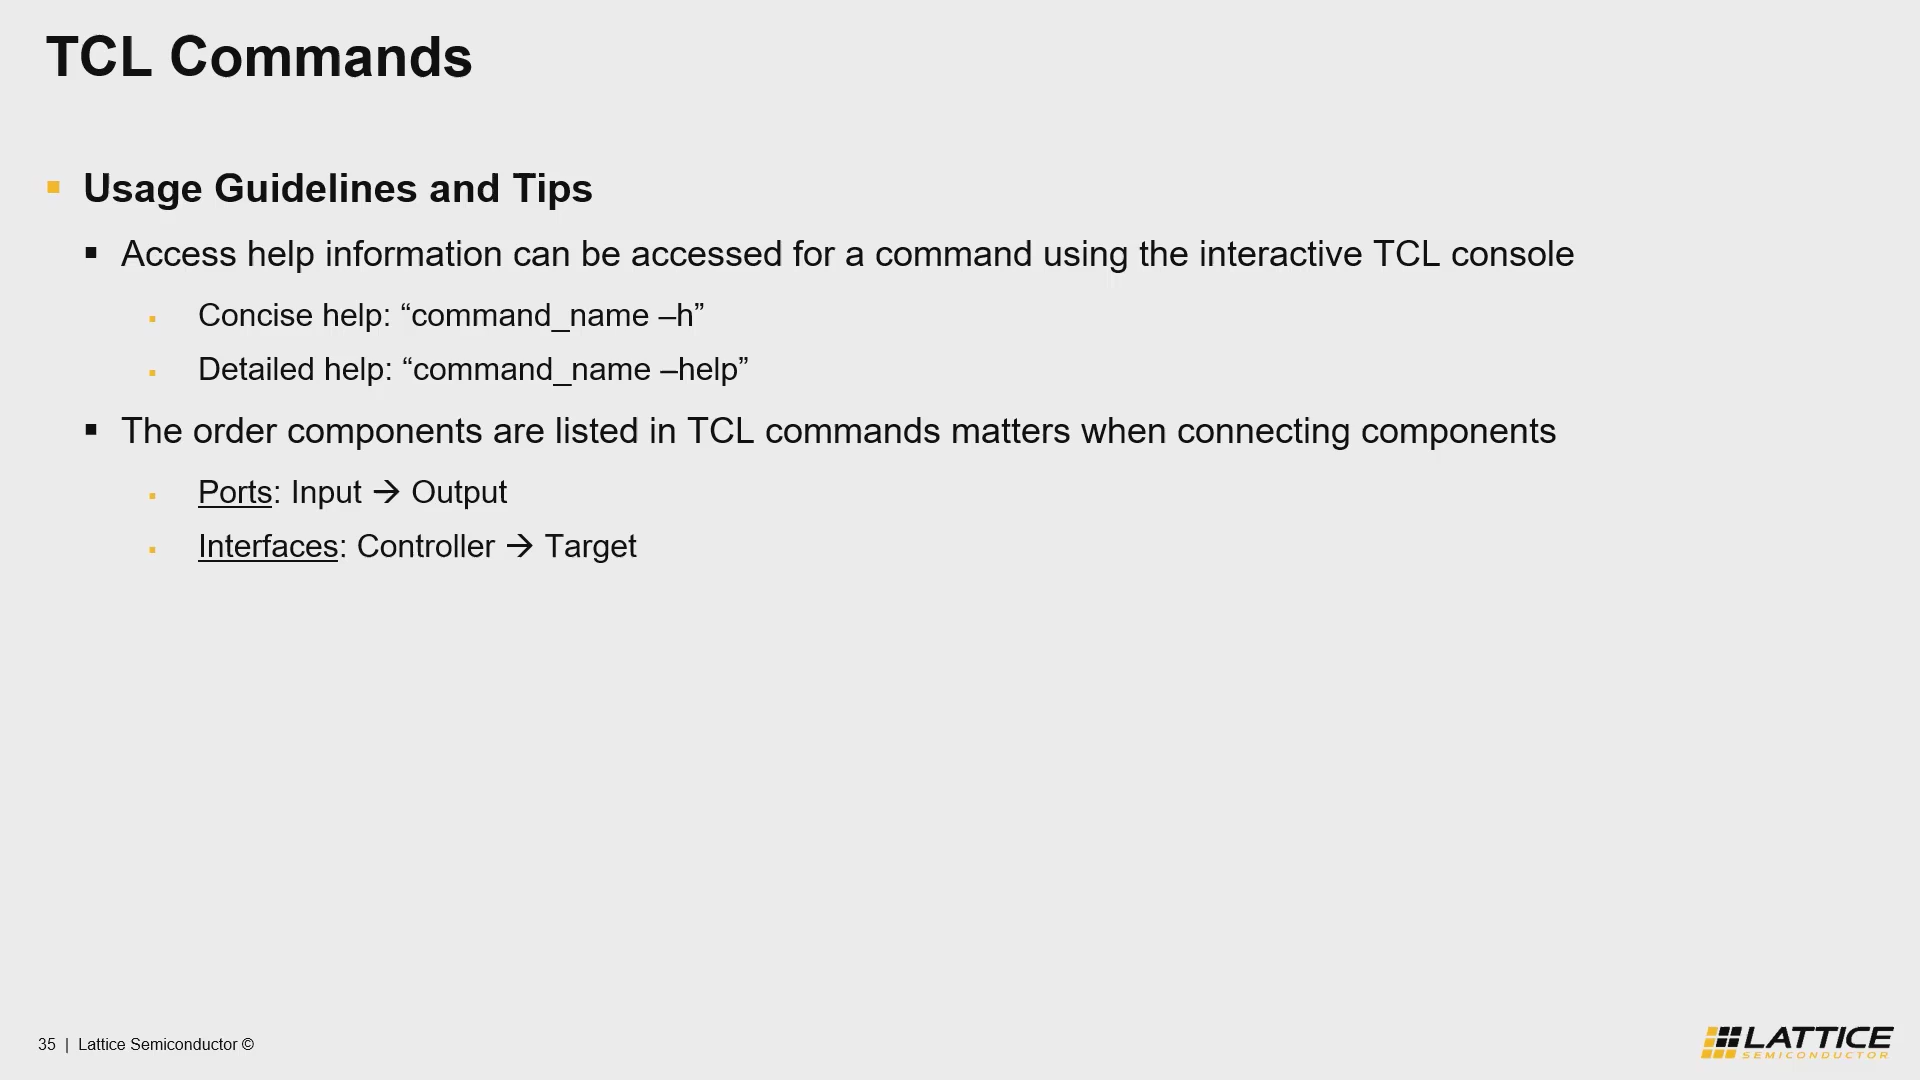 TCL Commands
Usage Guidelines and Tips
Access help information can be accessed for a command using the interactive TCL console
Concise help: “command_name –h”
Detailed help: “command_name –help”
The order components are listed in TCL commands matters when connecting components
Ports: Input → Output
Interfaces: Controller → Target
35 | Lattice Semiconductor ©
LATTICE
SEMICONDUCTOR